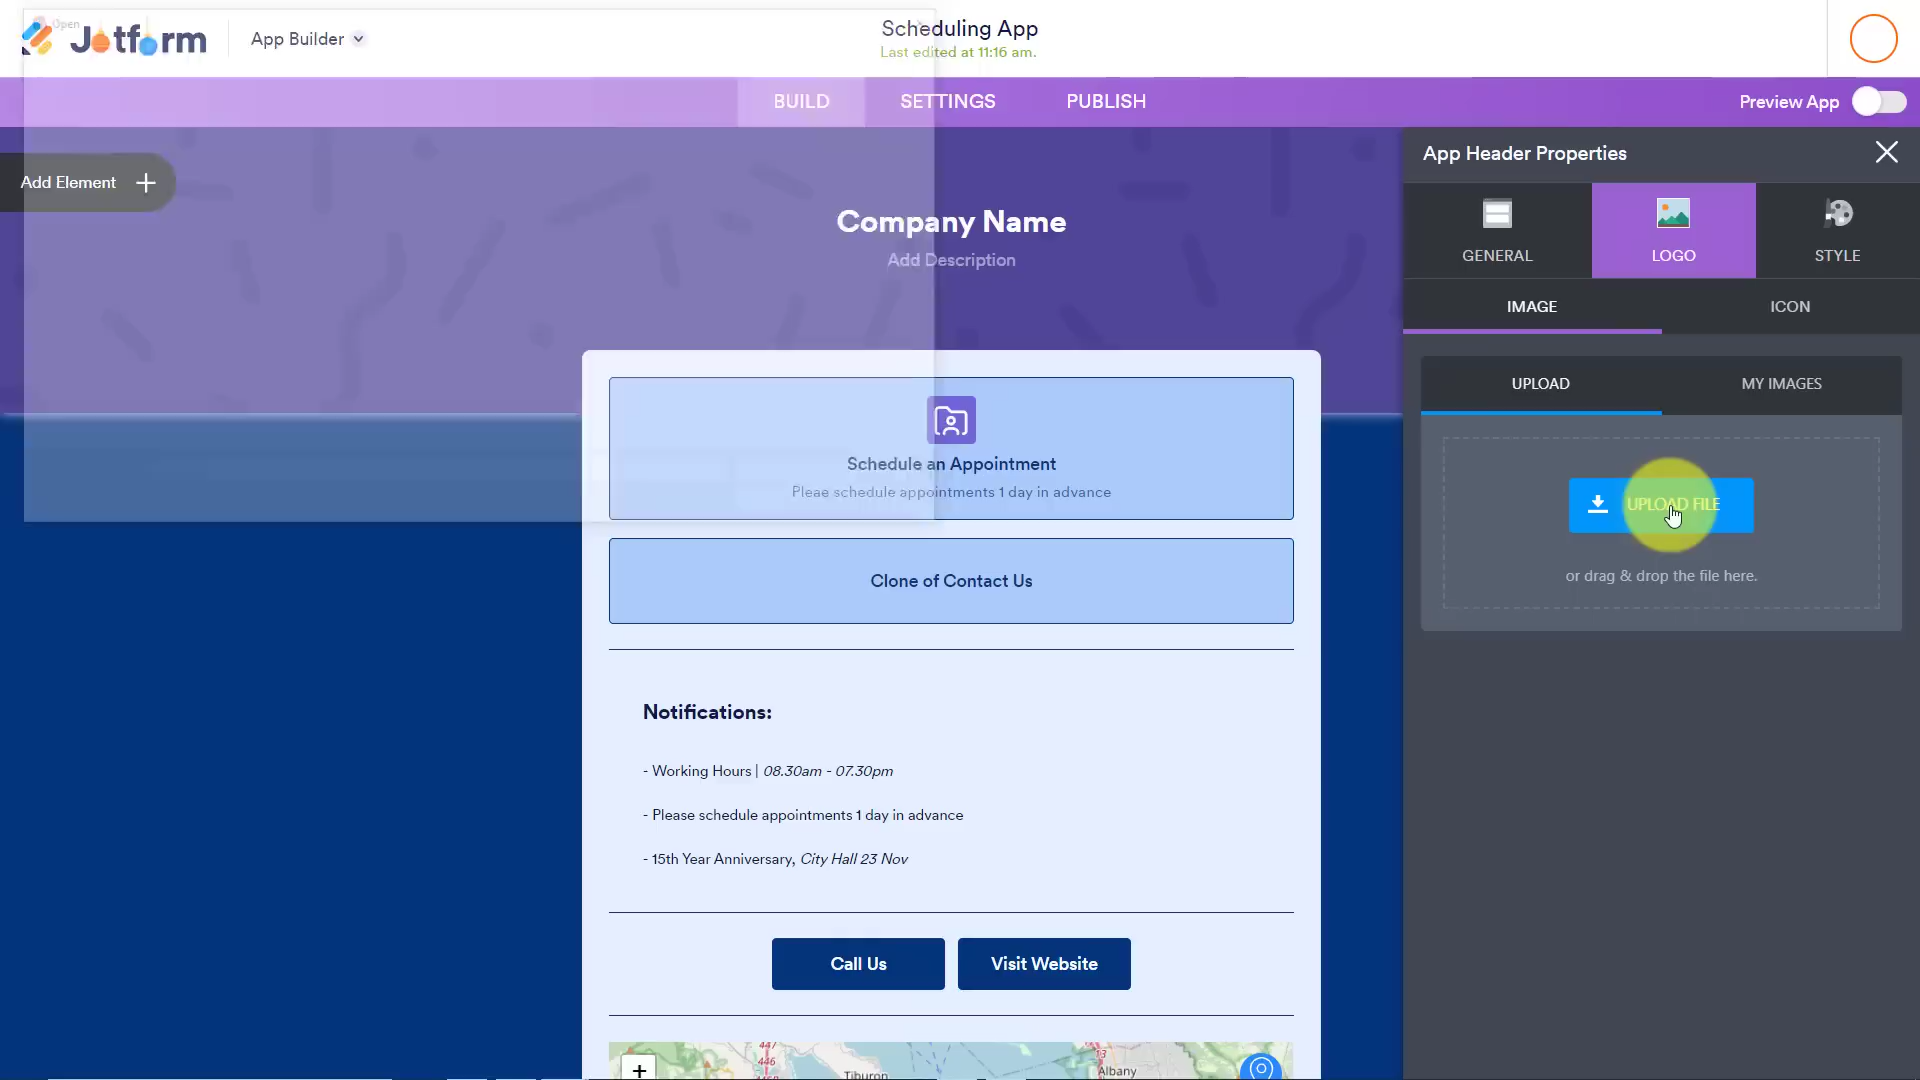 Open
Jotform
App Builder
Scheduling App
Last edited at 11:16 am.
BUILD
SETTINGS
PUBLISH
Preview App
Add Element
App Header Properties
GENERAL
LOGO
STYLE
IMAGE
ICON
UPLOAD
MY IMAGES
UPLOAD FILE
or drag & drop the file here.
Company Name
Add Description
Schedule an Appointment
Pleae schedule appointments 1 day in advance
Clone of Contact Us
Notifications:
- Working Hours | 08.30am - 07.30pm
- Please schedule appointments 1 day in advance
- 15th Year Anniversary, City Hall 23 Nov
Call Us
Visit Website
447
446
13
Albany
Tiburon
+